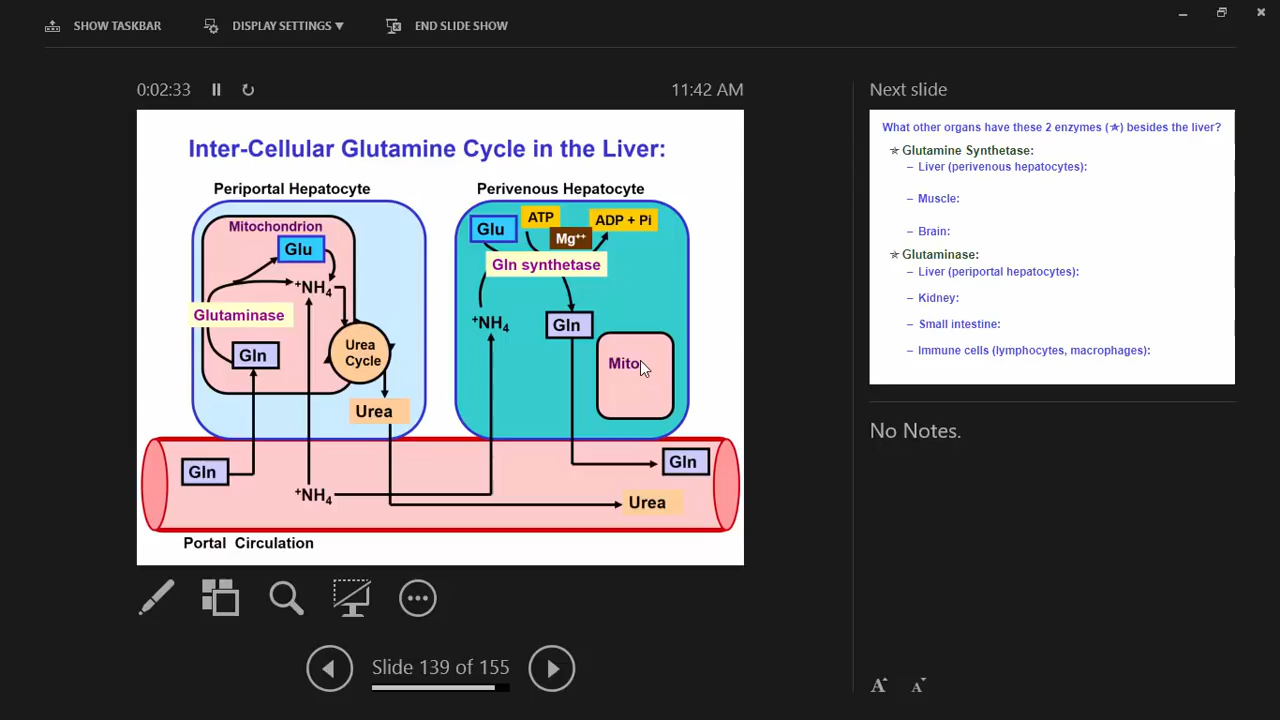 SHOW TASKBAR
DISPLAY SETTINGS ▼
END SLIDE SHOW
0:02:33
11:42 AM
Inter-Cellular Glutamine Cycle in the Liver:
Periportal Hepatocyte
Perivenous Hepatocyte
Mitochondrion
Glu
⁺NH₄
Glutaminase
Gln
Urea
Cycle
Urea
Glu
ATP
ADP + Pi
Mg⁺⁺
Gln synthetase
⁺NH₄
Gln
Mito
Gln
⁺NH₄
Gln
Urea
Portal Circulation
Slide 139 of 155
Next slide
What other organs have these 2 enzymes (★) besides the liver?
★ Glutamine Synthetase:
– Liver (perivenous hepatocytes):
– Muscle:
– Brain:
★ Glutaminase:
– Liver (periportal hepatocytes):
– Kidney:
– Small intestine:
– Immune cells (lymphocytes, macrophages):
No Notes.
A
A